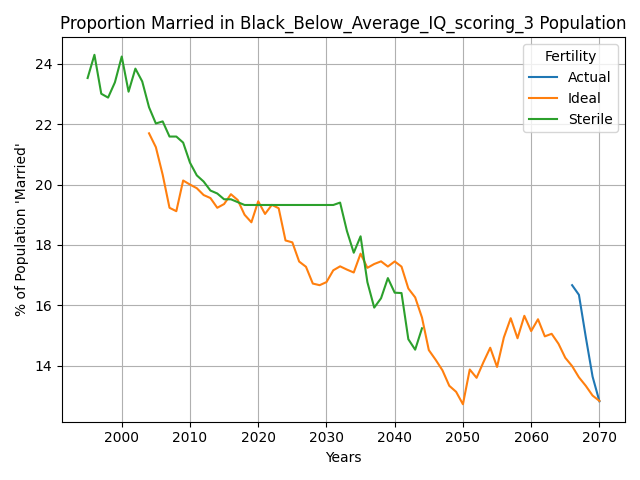 Proportion Married in Black_Below_Average_IQ_scoring_3 Population
Fertility
Actual
Ideal
Sterile
% of Population 'Married'
24
22
20
18
16
14
2000 2010 2020 2030 2040 2050 2060 2070
Years